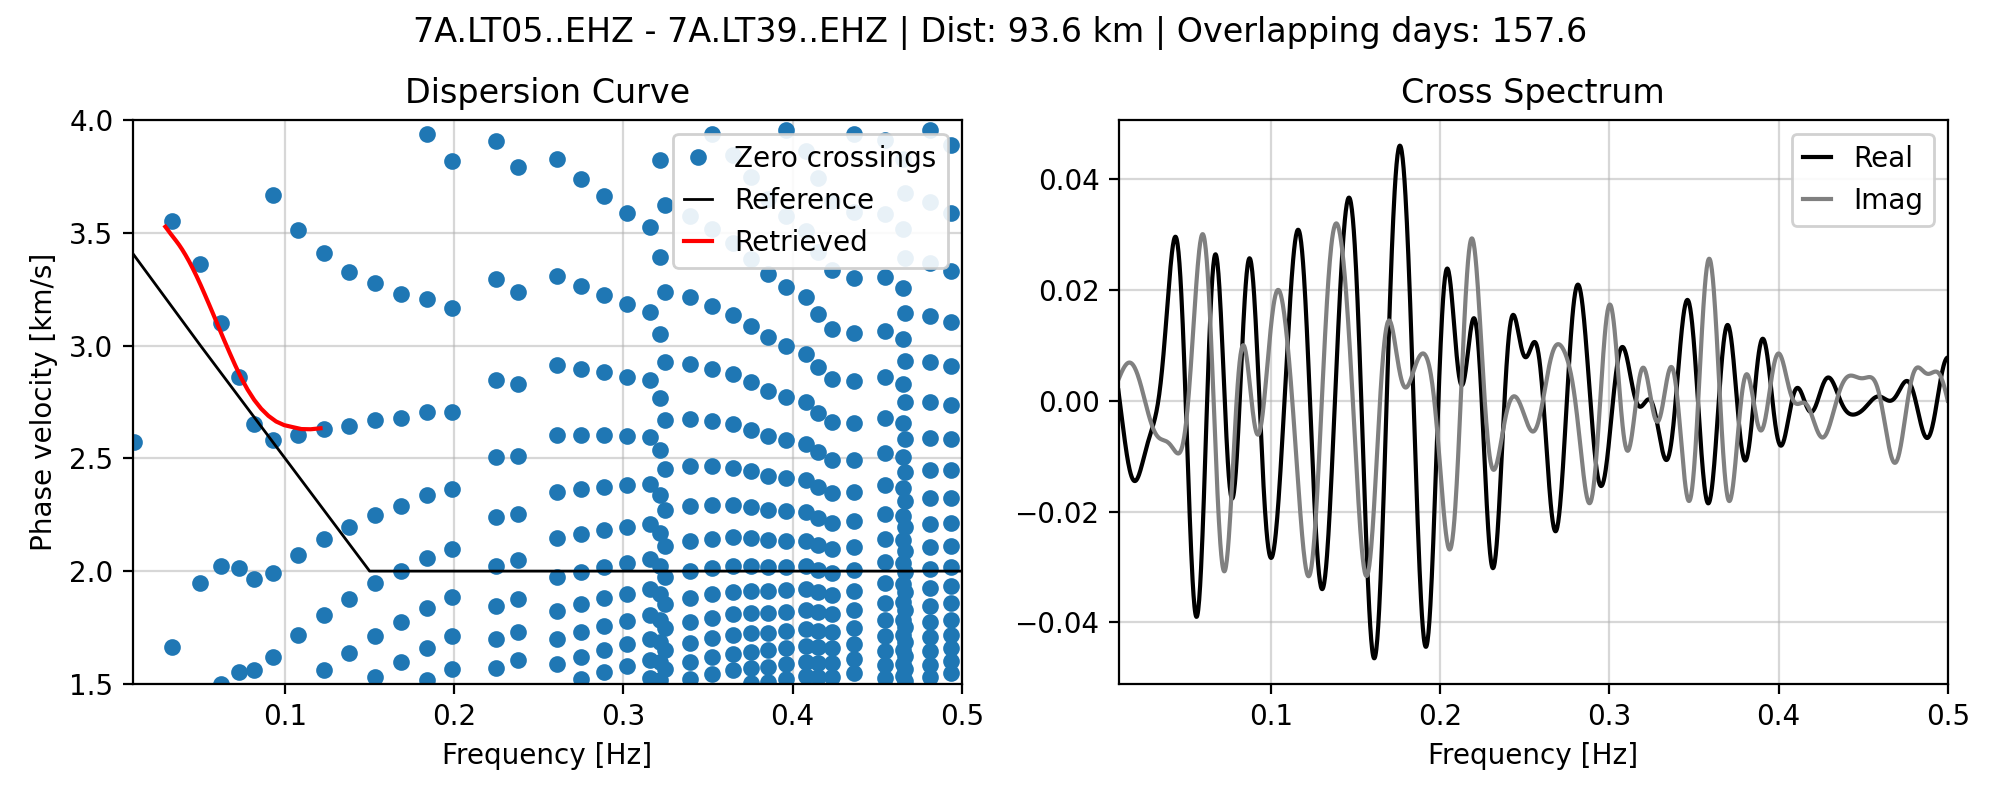 7A.LT05..EHZ - 7A.LT39..EHZ | Dist: 93.6 km | Overlapping days: 157.6
Dispersion Curve
Phase velocity [km/s]
4.0
3.5
3.0
2.5
2.0
1.5
0.1
0.2
0.3
0.4
0.5
Frequency [Hz]
Zero crossings
Reference
Retrieved
Cross Spectrum
0.04
0.02
0.00
−0.02
−0.04
0.1
0.2
0.3
0.4
0.5
Frequency [Hz]
Real
Imag